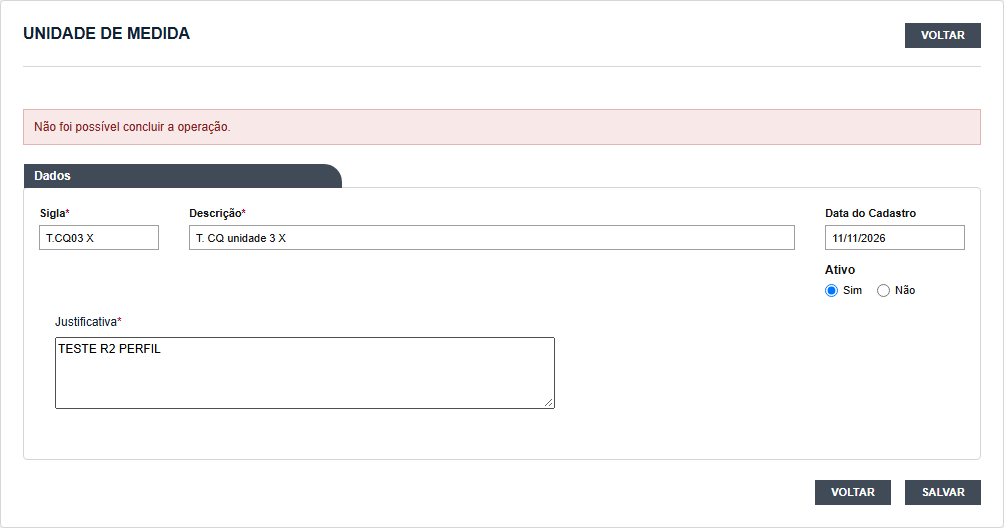 UNIDADE DE MEDIDA
VOLTAR
Não foi possível concluir a operação.
Dados
Sigla* Descrição* Data do Cadastro
T.CQ03 X T. CQ unidade 3 X 11/11/2026
Ativo
Sim Não
Justificativa*
TESTE R2 PERFIL
VOLTAR SALVAR